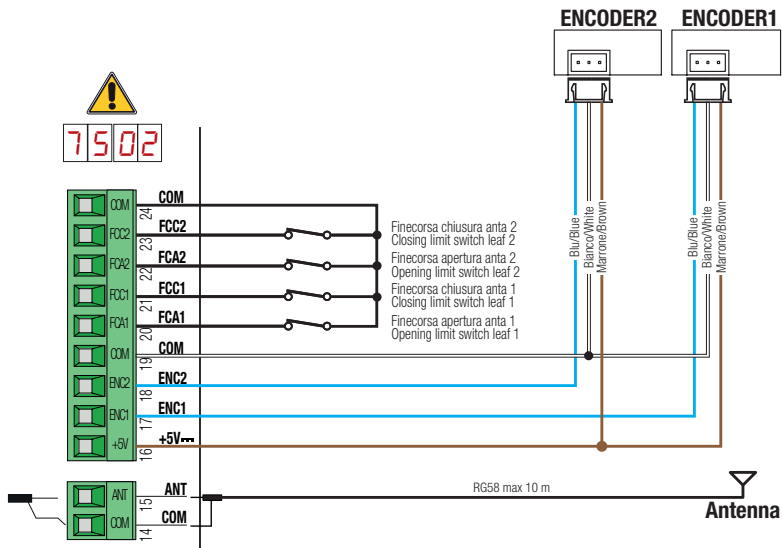 ENCODER2
ENCODER1
7502
COM
24
COM
FCC2
23
FCC2
Finecorsa chiusura anta 2
Closing limit switch leaf 2
FCA2
22
FCA2
Finecorsa apertura anta 2
Opening limit switch leaf 2
FCC1
21
FCC1
Finecorsa chiusura anta 1
Closing limit switch leaf 1
FCA1
20
FCA1
Finecorsa apertura anta 1
Opening limit switch leaf 1
COM
19
COM
ENC2
18
ENC2
ENC1
17
ENC1
+5V
16
+5V
Blu/Blue
Bianco/White
Marrone/Brown
Blu/Blue
Bianco/White
Marrone/Brown
ANT
15
ANT
RG58 max 10 m
Antenna
COM
14
COM